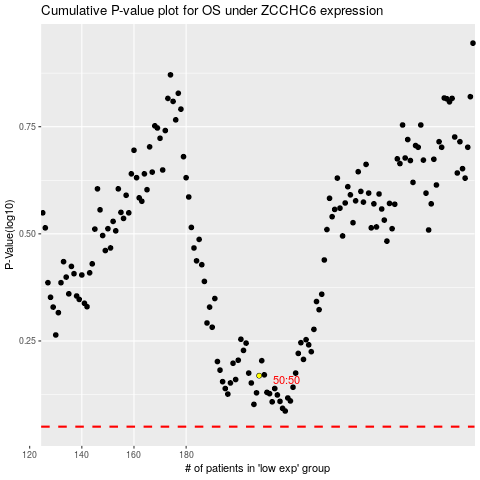 Cumulative P-value plot for OS under ZCCHC6 expression
P-Value(log10)
0.75
0.50
0.25
50:50
120 140 160 180
# of patients in 'low exp' group